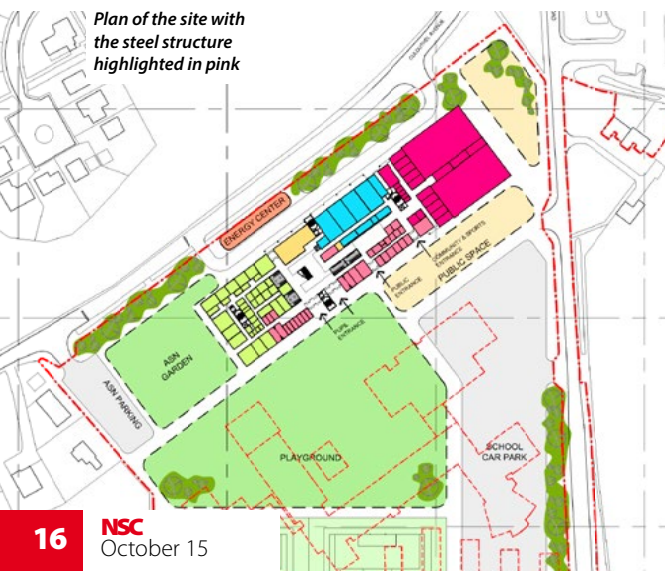 Plan of the site with
the steel structure
highlighted in pink
ENERGY CENTER
COMMUNITY & SPORTS
ENTRANCE
PUBLIC SPACE
PUBLIC
ENTRANCE
PUPIL
ENTRANCE
ASN
GARDEN
ASN PARKING
PLAYGROUND
SCHOOL
CAR PARK
16
NSC
October 15